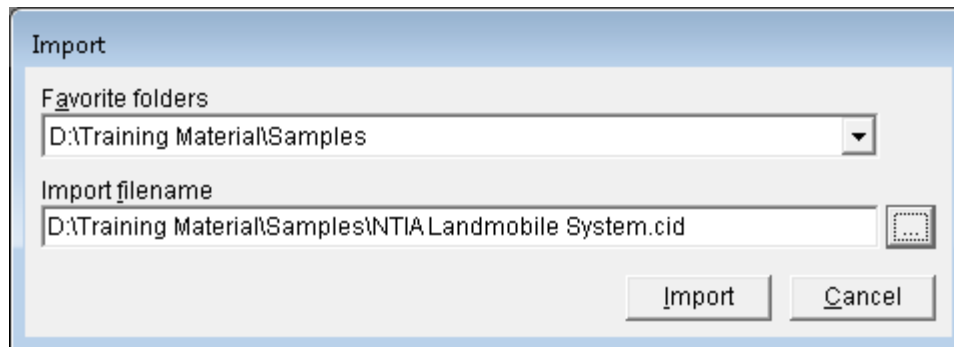 Import
Favorite folders
D:\Training Material\Samples
Import filename
D:\Training Material\Samples\NTIA Landmobile System.cid
...
Import
Cancel